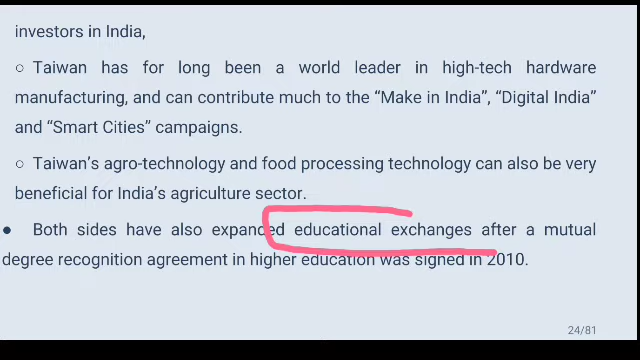 investors in India,
○ Taiwan has for long been a world leader in high-tech hardware
manufacturing, and can contribute much to the “Make in India”, “Digital India”
and “Smart Cities” campaigns.
○ Taiwan’s agro-technology and food processing technology can also be very
beneficial for India’s agriculture sector.
● Both sides have also expanded educational exchanges after a mutual
degree recognition agreement in higher education was signed in 2010.
24/81